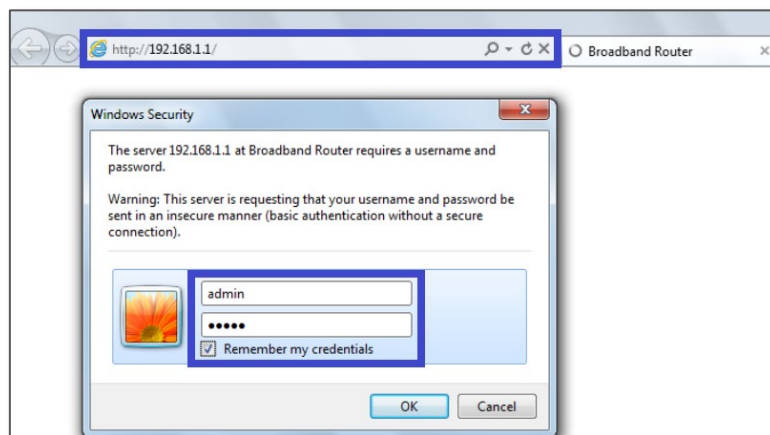 http://192.168.1.1/
Broadband Router
Windows Security
The server 192.168.1.1 at Broadband Router requires a username and
password.
Warning: This server is requesting that your username and password be
sent in an insecure manner (basic authentication without a secure
connection).
admin
•••••
Remember my credentials
OK
Cancel